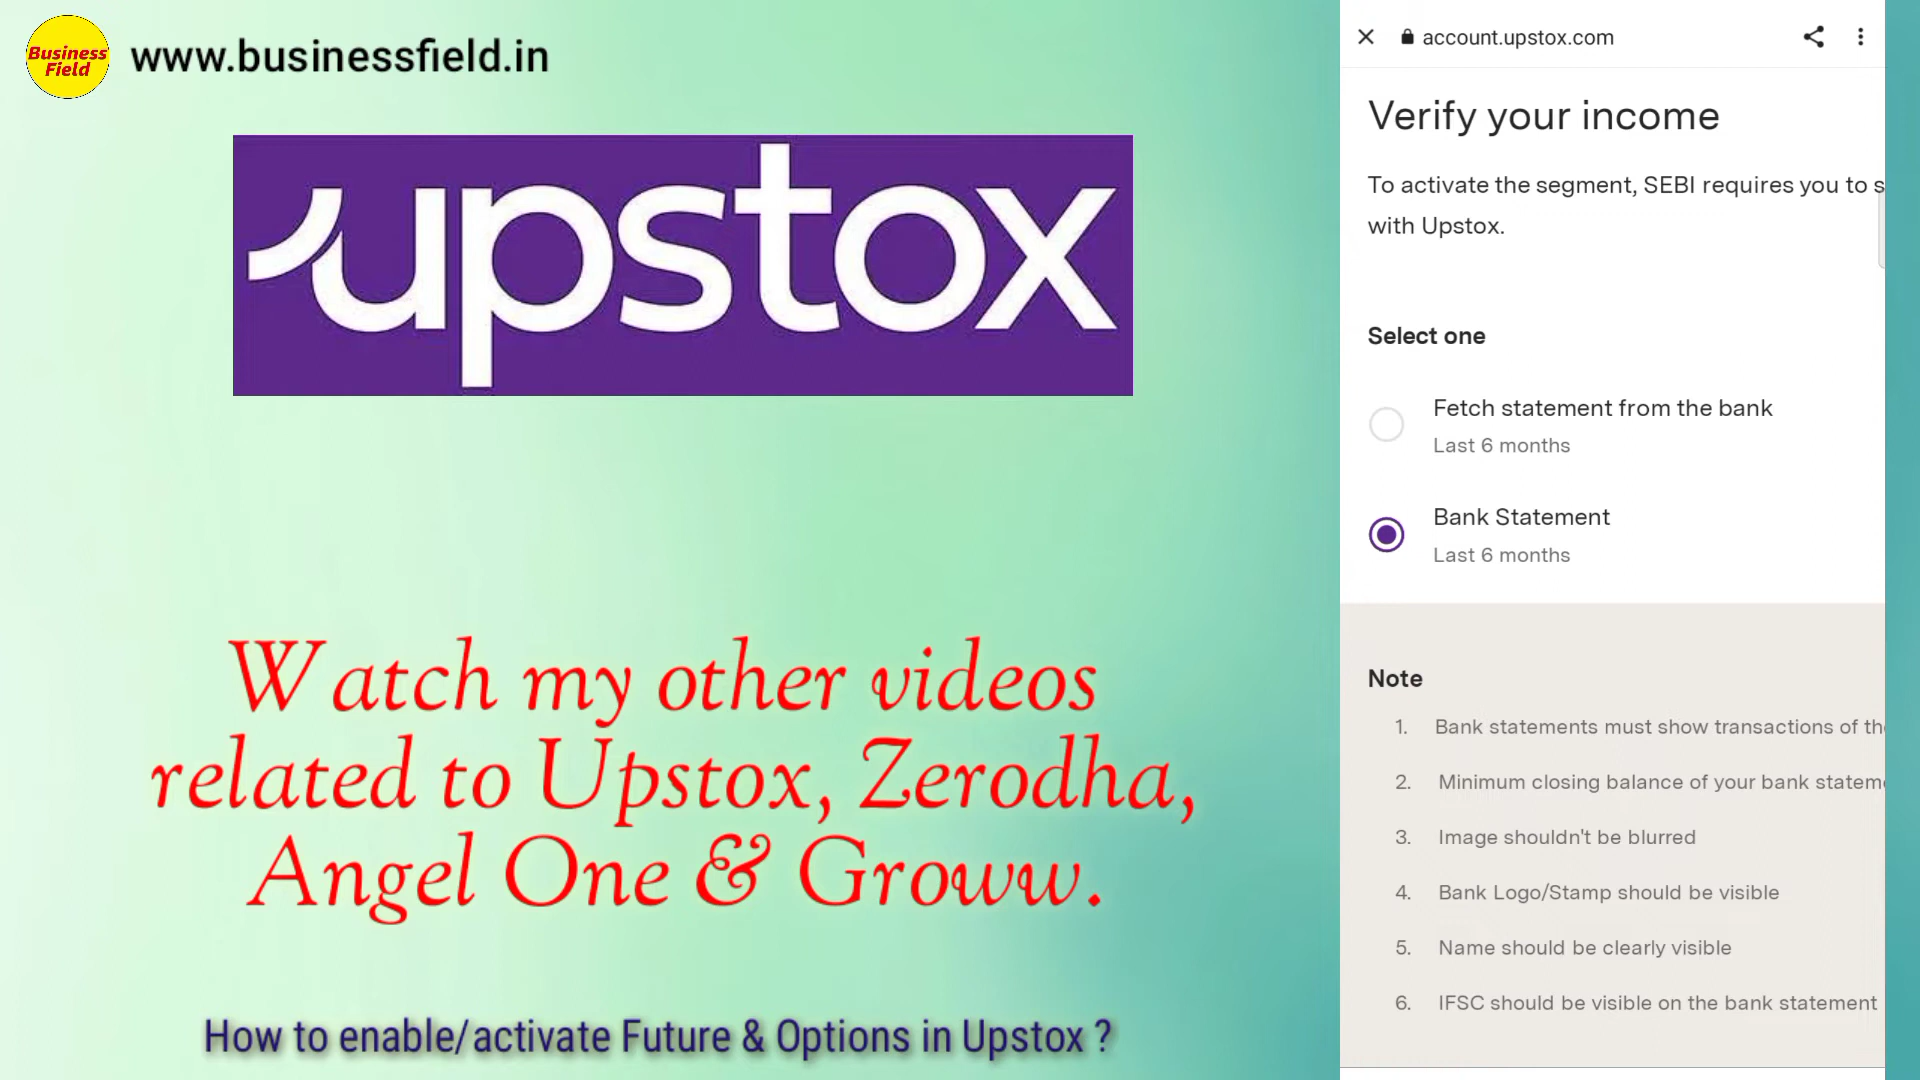 Business
Field
www.businessfield.in
upstox
Watch my other videos
related to Upstox, Zerodha,
Angel One & Groww.
How to enable/activate Future & Options in Upstox ?
account.upstox.com
Verify your income
To activate the segment, SEBI requires you to s
with Upstox.
Select one
Fetch statement from the bank
Last 6 months
Bank Statement
Last 6 months
Note
1. Bank statements must show transactions of the
2. Minimum closing balance of your bank statem
3. Image shouldn't be blurred
4. Bank Logo/Stamp should be visible
5. Name should be clearly visible
6. IFSC should be visible on the bank statement